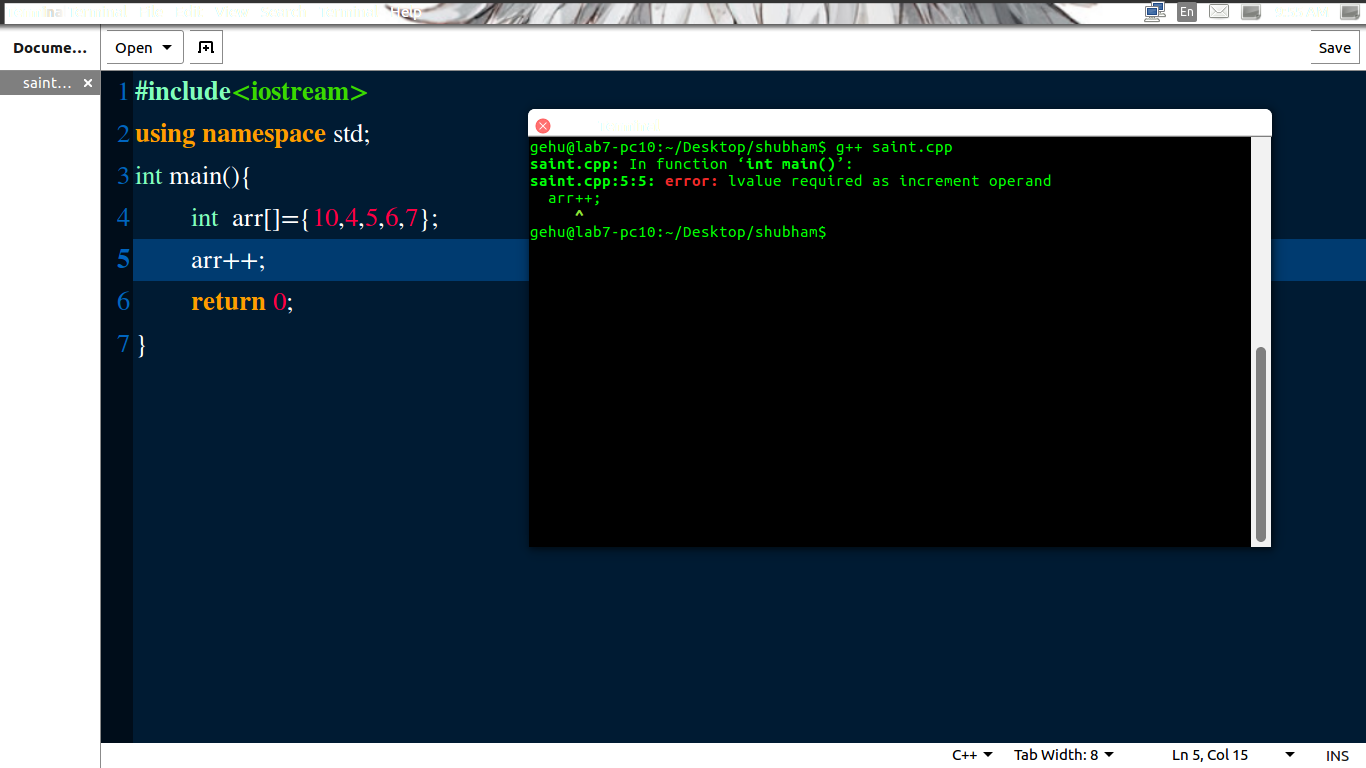 Help
En
Docume...
Open
Save
saint...
1 #include<iostream>
2 using namespace std;
3 int main(){
4 int arr[]={10,4,5,6,7};
5 arr++;
6 return 0;
7 }
gehu@lab7-pc10:~/Desktop/shubham$ g++ saint.cpp
saint.cpp: In function ‘int main()’:
saint.cpp:5:5: error: lvalue required as increment operand
arr++;
^
gehu@lab7-pc10:~/Desktop/shubham$
C++ Tab Width: 8 Ln 5, Col 15 INS